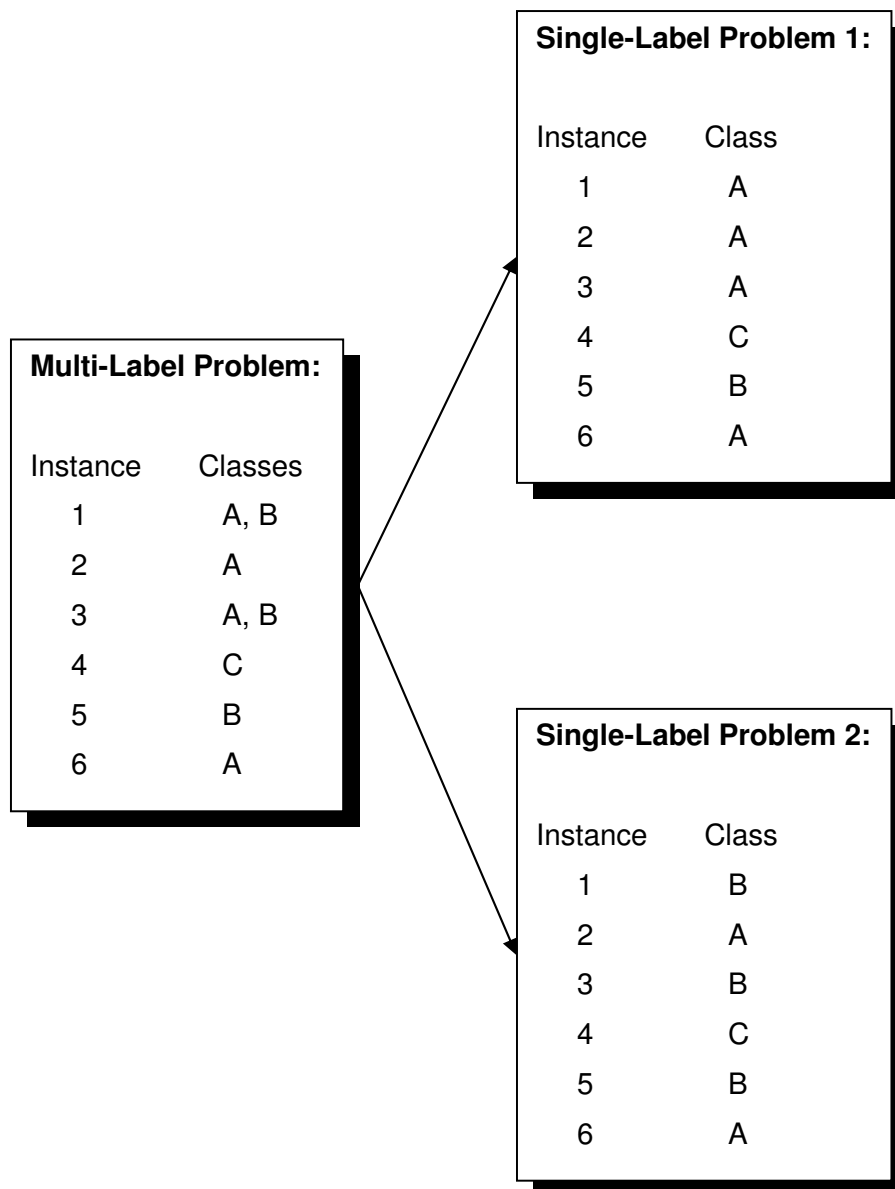 Multi-Label Problem:
Instance Classes
1 A, B
2 A
3 A, B
4 C
5 B
6 A
Single-Label Problem 1:
Instance Class
1 A
2 A
3 A
4 C
5 B
6 A
Single-Label Problem 2:
Instance Class
1 B
2 A
3 B
4 C
5 B
6 A